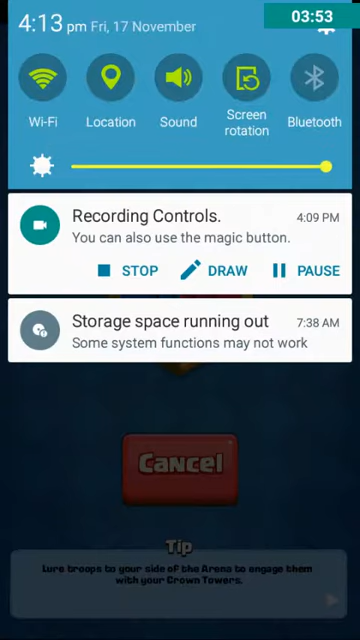 4:13 pm Fri, 17 November
03:53
Wi-Fi
Location
Sound
Screen
rotation
Bluetooth
Recording Controls.
4:09 PM
You can also use the magic button.
STOP
DRAW
PAUSE
Storage space running out
7:38 AM
Some system functions may not work
Cancel
Tip
Lure troops to your side of the Arena to engage them
with your Crown Towers.